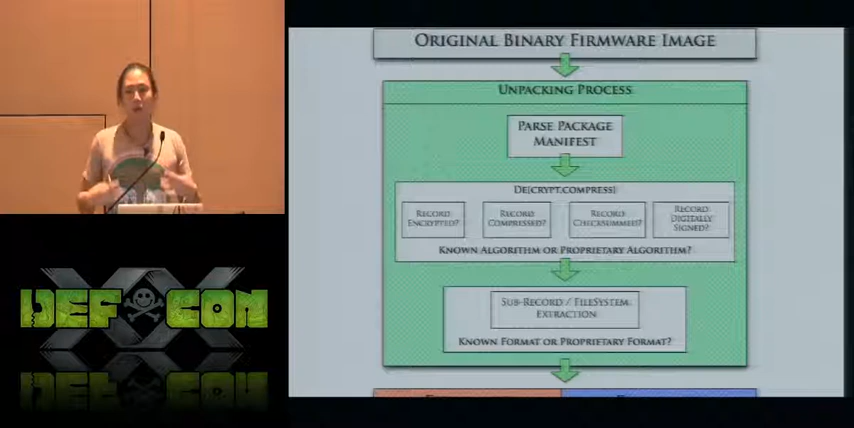 ORIGINAL BINARY FIRMWARE IMAGE
UNPACKING PROCESS
PARSE PACKAGE
MANIFEST
DE[CRYPT.COMPRESS]
RECORD
ENCRYPTED?
RECORD
COMPRESSED?
RECORD
CHECKSUMMED?
RECORD
DIGITALLY
SIGNED?
KNOWN ALGORITHM OR PROPRIETARY ALGORITHM?
SUB-RECORD / FILESYSTEM
EXTRACTION
KNOWN FORMAT OR PROPRIETARY FORMAT?
XX
DEF CON